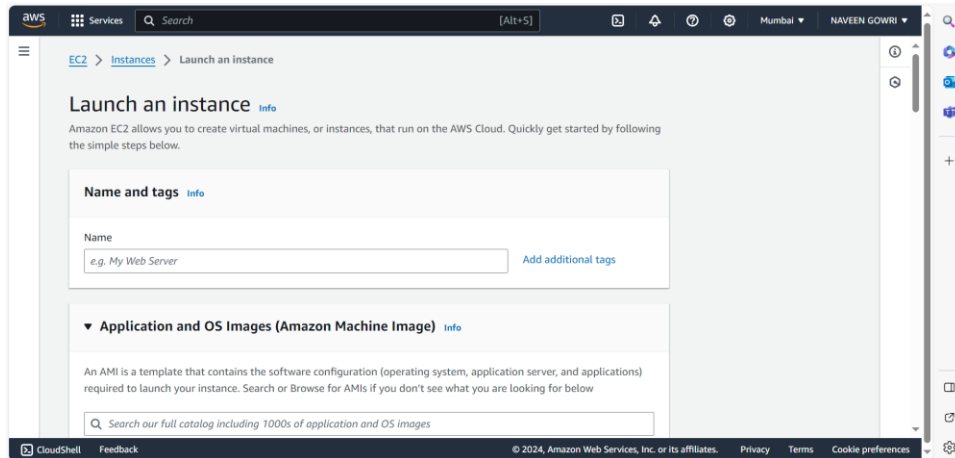 aws Services Search [Alt+S] Mumbai ▼ NAVEEN GOWRI ▼
EC2 > Instances > Launch an instance
Launch an instance Info
Amazon EC2 allows you to create virtual machines, or instances, that run on the AWS Cloud. Quickly get started by following
the simple steps below.
Name and tags Info
Name
e.g. My Web Server Add additional tags
▼ Application and OS Images (Amazon Machine Image) Info
An AMI is a template that contains the software configuration (operating system, application server, and applications)
required to launch your instance. Search or Browse for AMIs if you don't see what you are looking for below
Search our full catalog including 1000s of application and OS images
CloudShell Feedback © 2024, Amazon Web Services, Inc. or its affiliates. Privacy Terms Cookie preferences